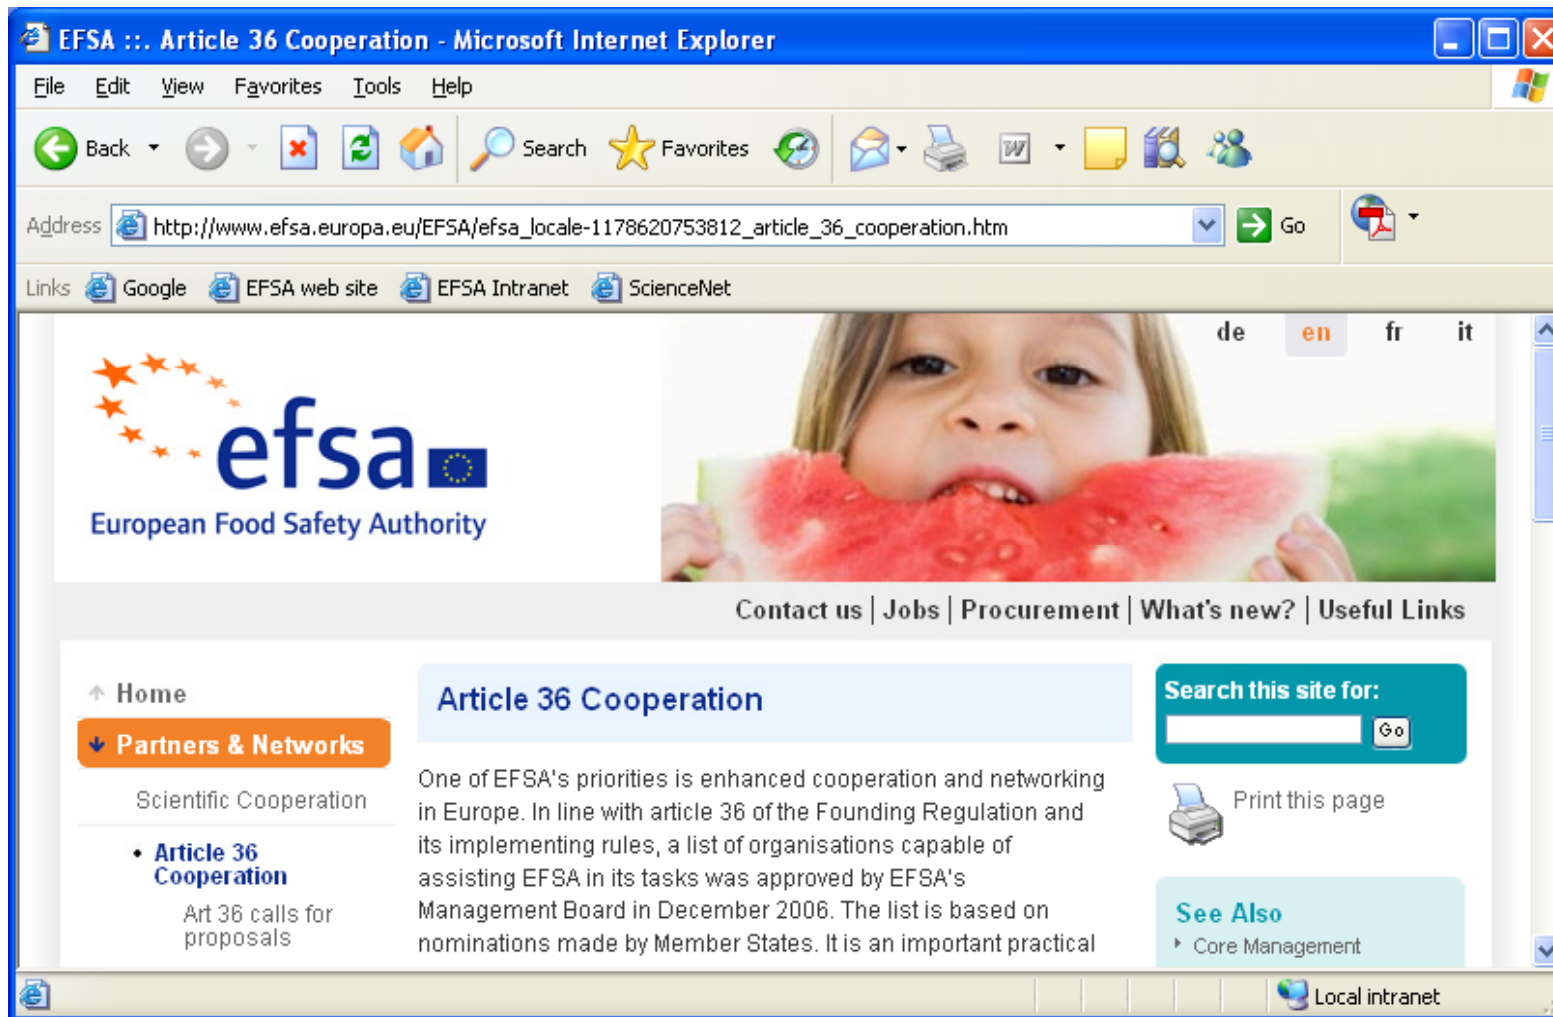 EFSA ::. Article 36 Cooperation - Microsoft Internet Explorer
File Edit View Favorites Tools Help
Back Search Favorites
Address http://www.efsa.europa.eu/EFSA/efsa_locale-1178620753812_article_36_cooperation.htm Go
Links Google EFSA web site EFSA Intranet ScienceNet
de en fr it
efsa
European Food Safety Authority
Contact us | Jobs | Procurement | What's new? | Useful Links
Home
Partners & Networks
Scientific Cooperation
• Article 36
Cooperation
Art 36 calls for
proposals
Article 36 Cooperation
One of EFSA's priorities is enhanced cooperation and networking
in Europe. In line with article 36 of the Founding Regulation and
its implementing rules, a list of organisations capable of
assisting EFSA in its tasks was approved by EFSA's
Management Board in December 2006. The list is based on
nominations made by Member States. It is an important practical
Search this site for:
Go
Print this page
See Also
Core Management
Local intranet